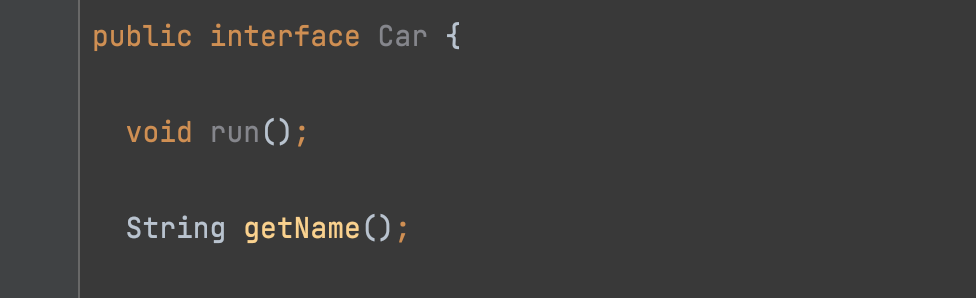 public interface Car {
void run();
String getName();